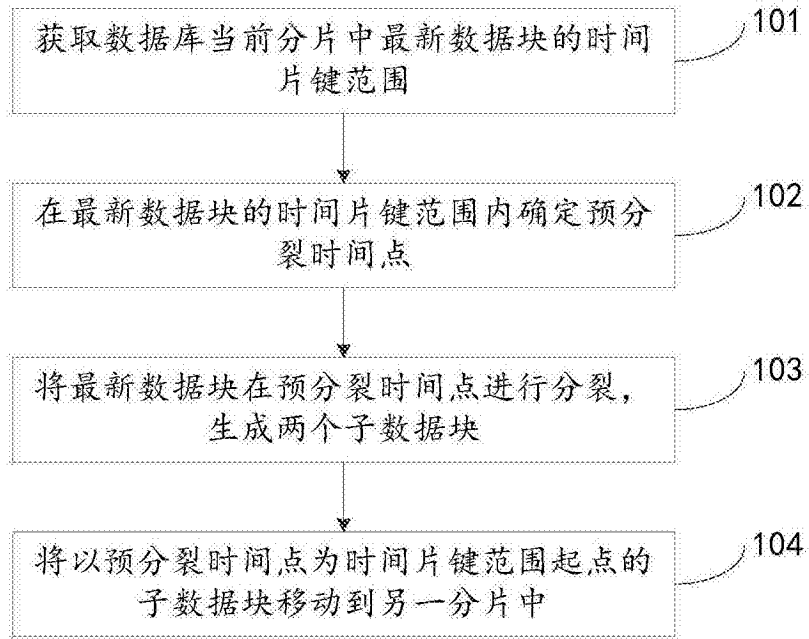 获取数据库当前分片中最新数据块的时间
片键范围
101
在最新数据块的时间片键范围内确定预分
裂时间点
102
将最新数据块在预分裂时间点进行分裂,
生成两个子数据块
103
将以预分裂时间点为时间片键范围起点的
子数据块移动到另一分片中
104